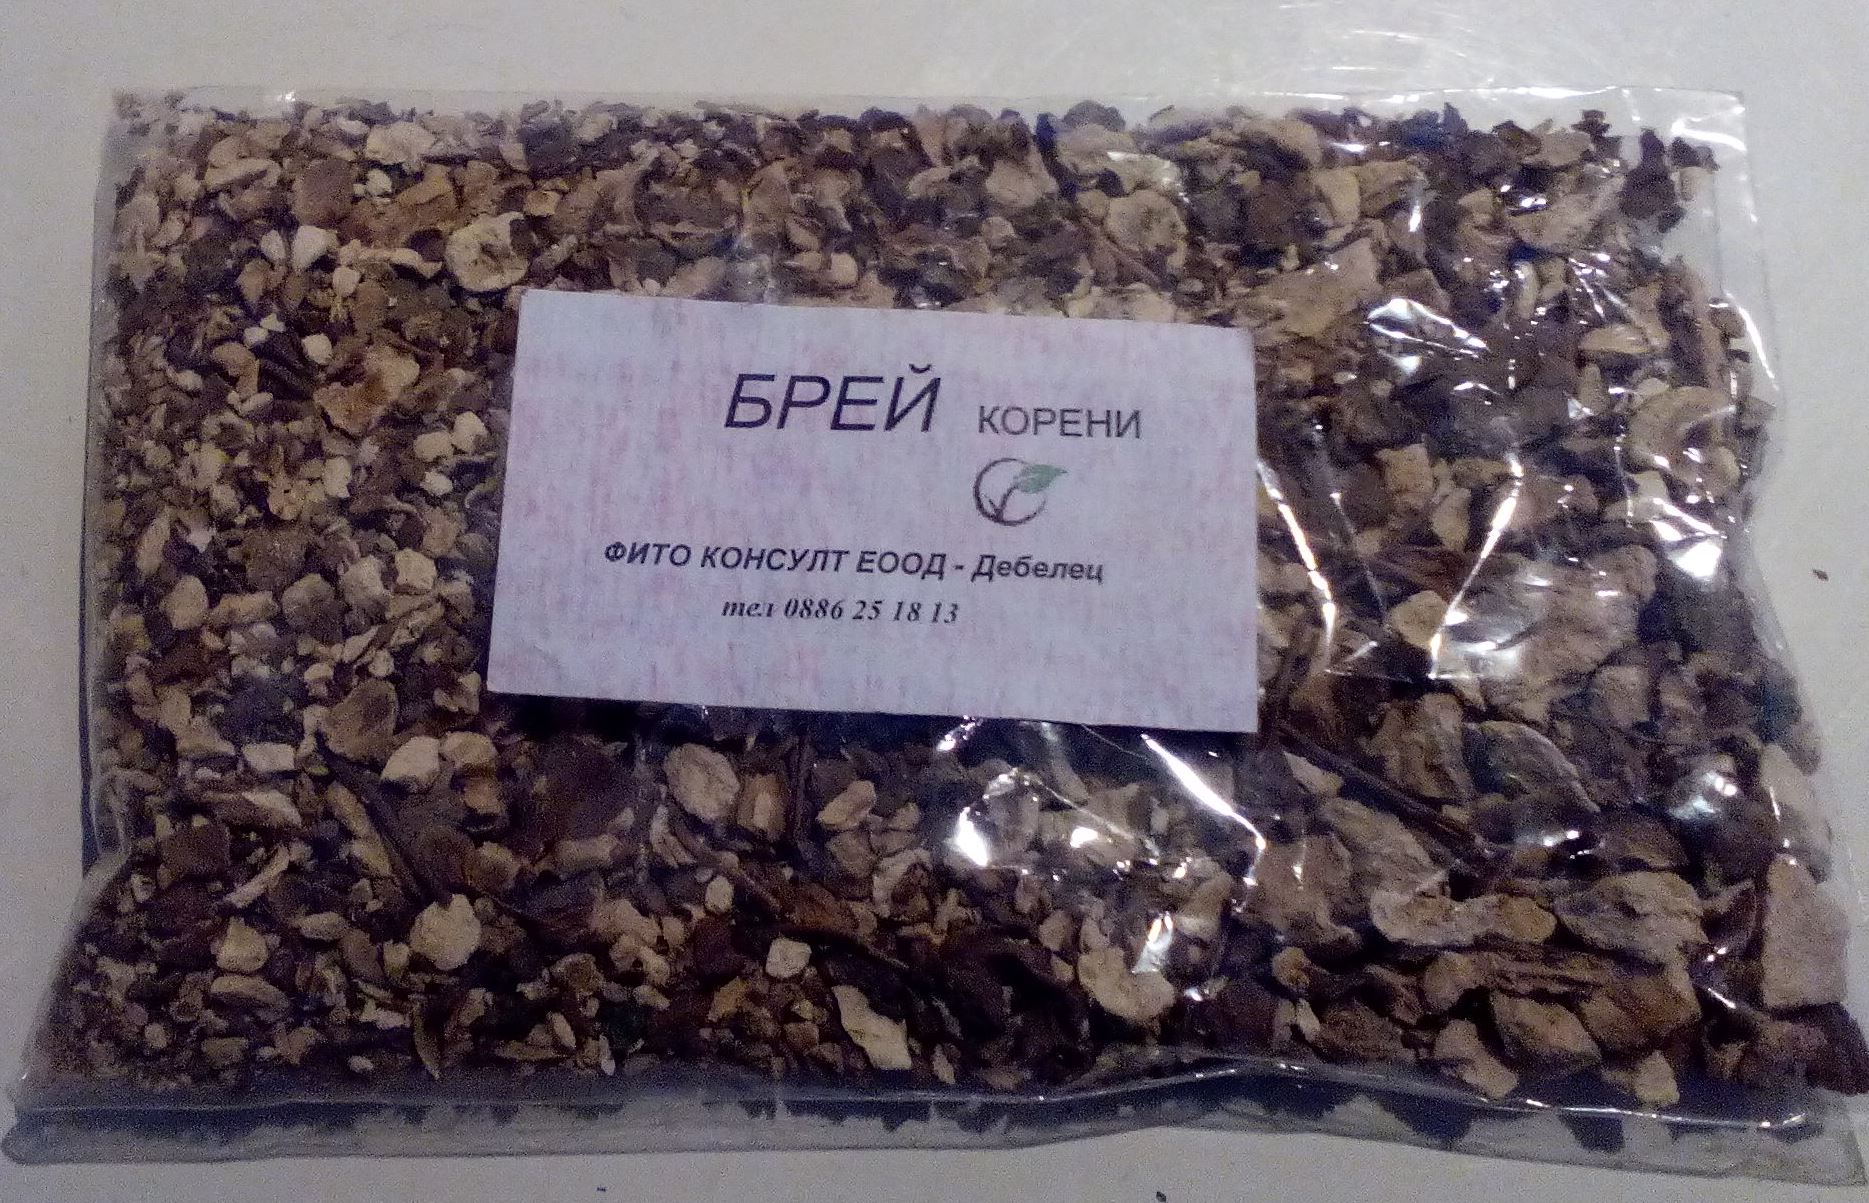 БРЕЙ КОРЕНИ
ФИТО КОНСУЛТ ЕООД - Дебелец
тел 0886 25 18 13